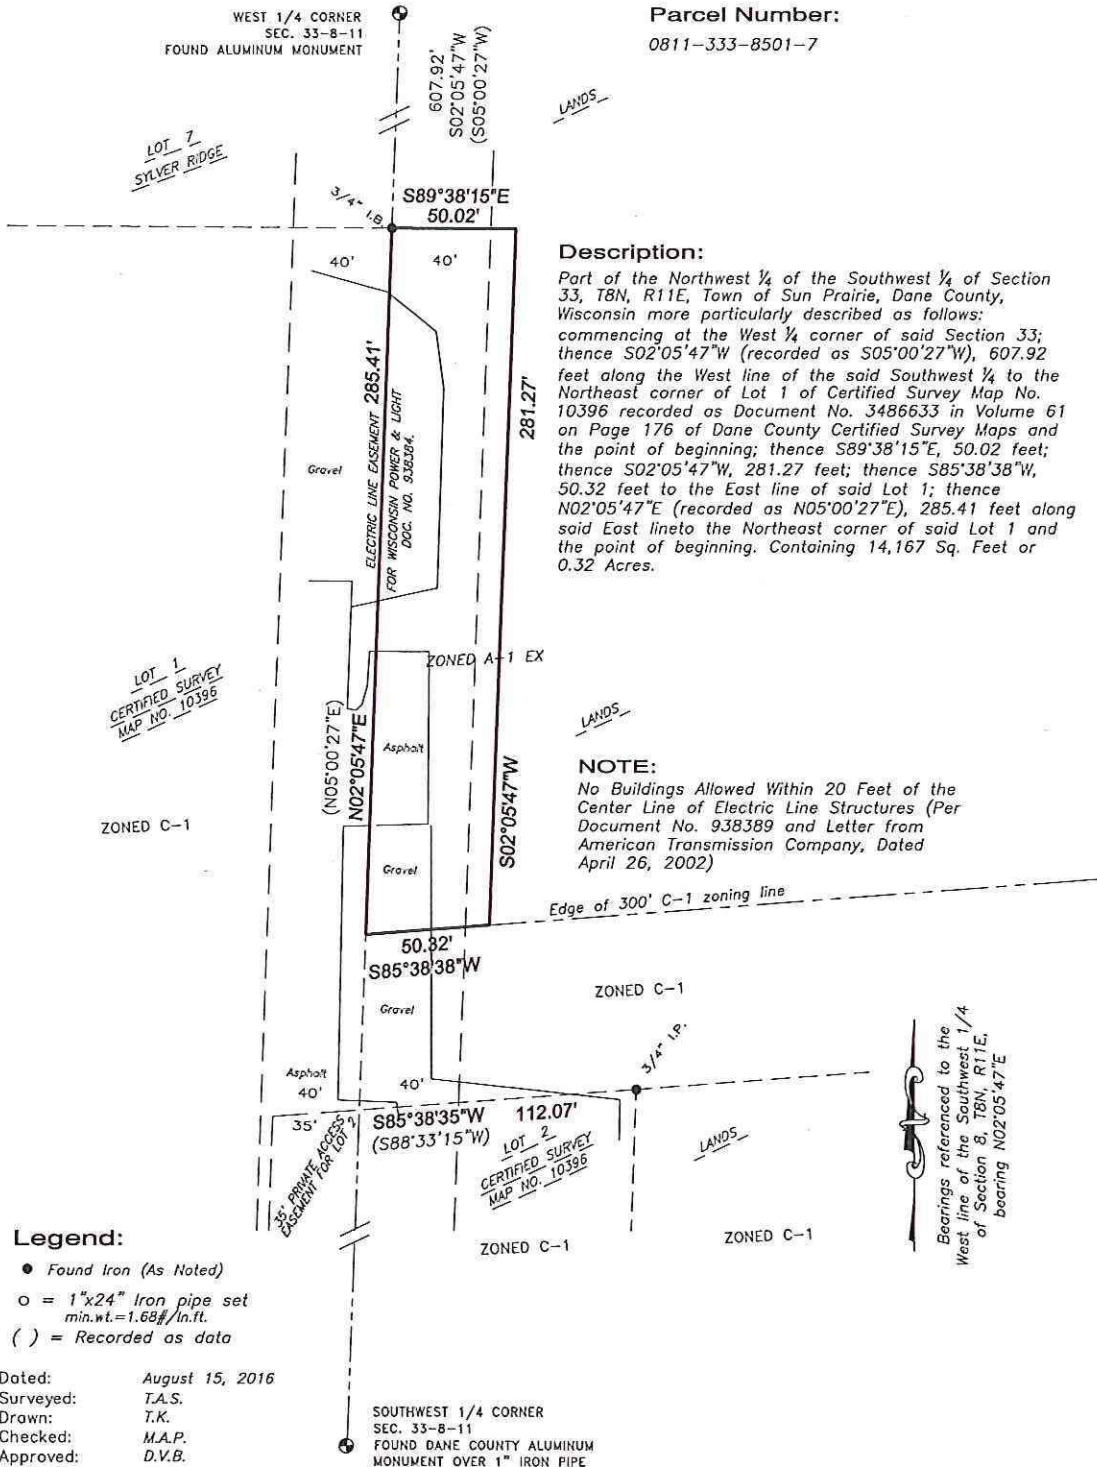 WEST 1/4 CORNER
SEC. 33-8-11
FOUND ALUMINUM MONUMENT
607.92'
S02°05'47"W
(S05°00'27"W)
Parcel Number:
0811-333-8501-7
LANDS
LOT 7
SYLVER RIDGE
3/4" I.B.
S89°38'15"E
50.02'
40'
40'
Description:
Part of the Northwest ¼ of the Southwest ¼ of Section
33, T8N, R11E, Town of Sun Prairie, Dane County,
Wisconsin more particularly described as follows:
commencing at the West ¼ corner of said Section 33;
thence S02°05'47"W (recorded as S05°00'27"W), 607.92
feet along the West line of the said Southwest ¼ to the
Northeast corner of Lot 1 of Certified Survey Map No.
10396 recorded as Document No. 3486633 in Volume 61
on Page 176 of Dane County Certified Survey Maps and
the point of beginning; thence S89°38'15"E, 50.02 feet;
thence S02°05'47"W, 281.27 feet; thence S85°38'38"W,
50.32 feet to the East line of said Lot 1; thence
N02°05'47"E (recorded as N05°00'27"E), 285.41 feet along
said East lineto the Northeast corner of said Lot 1 and
the point of beginning. Containing 14,167 Sq. Feet or
0.32 Acres.
ELECTRIC LINE EASEMENT 285.41'
FOR WISCONSIN POWER & LIGHT
DOC. NO. 938384.
281.27'
Gravel
ZONED A-1 EX
LOT 1
CERTIFIED SURVEY
MAP NO. 10396
(N05°00'27"E)
N02°05'47"E
Asphalt
S02°05'47"W
LANDS
NOTE:
No Buildings Allowed Within 20 Feet of the
Center Line of Electric Line Structures (Per
Document No. 938389 and Letter from
American Transmission Company, Dated
April 26, 2002)
ZONED C-1
Gravel
Edge of 300' C-1 zoning line
50.32'
S85°38'38"W
ZONED C-1
Gravel
3/4" I.P.
Asphalt
40'
40'
35'
S85°38'35"W 112.07'
(S88°33'15"W)
35' PRIVATE ACCESS
EASEMENT FOR LOT 2
LOT 2
CERTIFIED SURVEY
MAP NO. 10396
LANDS
Bearings referenced to the
West line of the Southwest 1/4
of Section 8, T8N, R11E,
bearing N02°05'47"E
ZONED C-1
ZONED C-1
Legend:
● Found Iron (As Noted)
o = 1"x24" Iron pipe set
min.wt.=1.68#/ln.ft.
( ) = Recorded as data
Dated: August 15, 2016
Surveyed: T.A.S.
Drawn: T.K.
Checked: M.A.P.
Approved: D.V.B.
SOUTHWEST 1/4 CORNER
SEC. 33-8-11
FOUND DANE COUNTY ALUMINUM
MONUMENT OVER 1" IRON PIPE